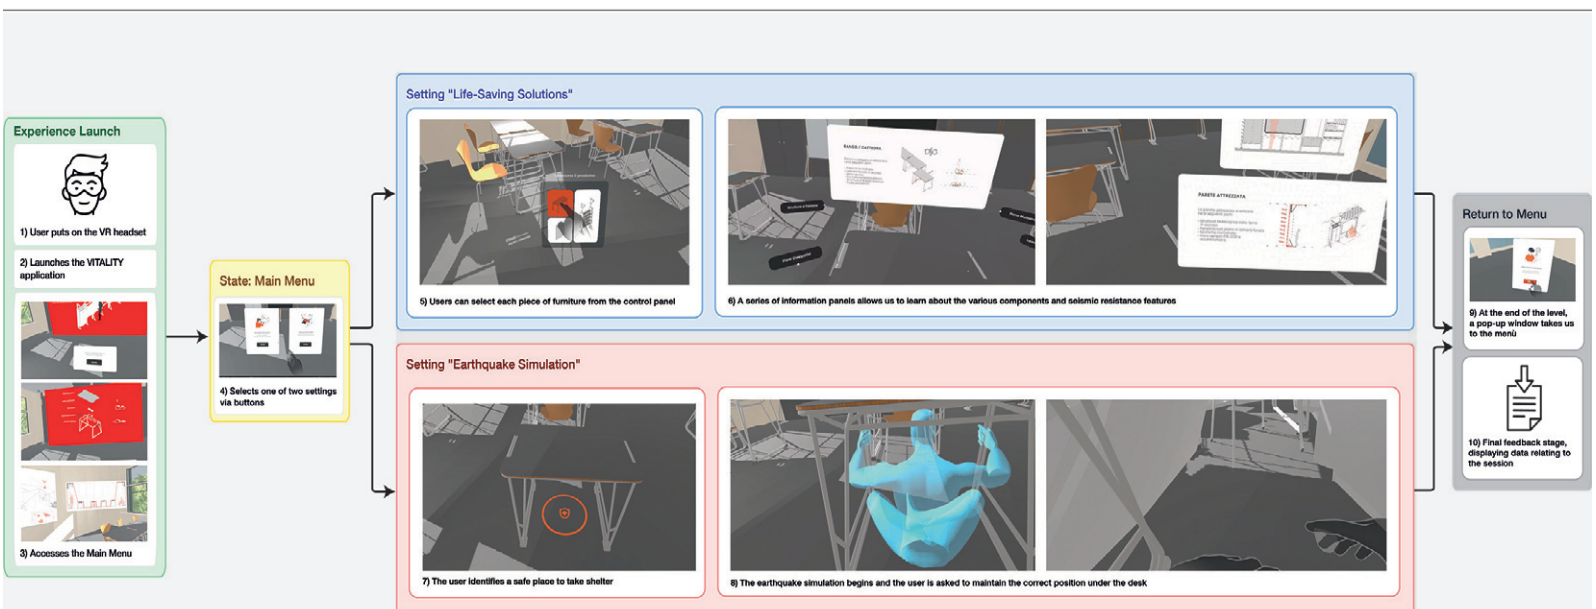 Experience Launch
1) User puts on the VR headset
2) Launches the VITALITY
application
3) Accesses the Main Menu
State: Main Menu
4) Selects one of two settings
via buttons
Setting "Life-Saving Solutions"
5) Users can select each piece of furniture from the control panel
PARETE ATTREZZATA
6) A series of information panels allows us to learn about the various components and seismic resistance features
Setting "Earthquake Simulation"
7) The user identifies a safe place to take shelter
8) The earthquake simulation begins and the user is asked to maintain the correct position under the desk
Return to Menu
9) At the end of the level,
a pop-up window takes us
to the menù
10) Final feedback stage,
displaying data relating to
the session